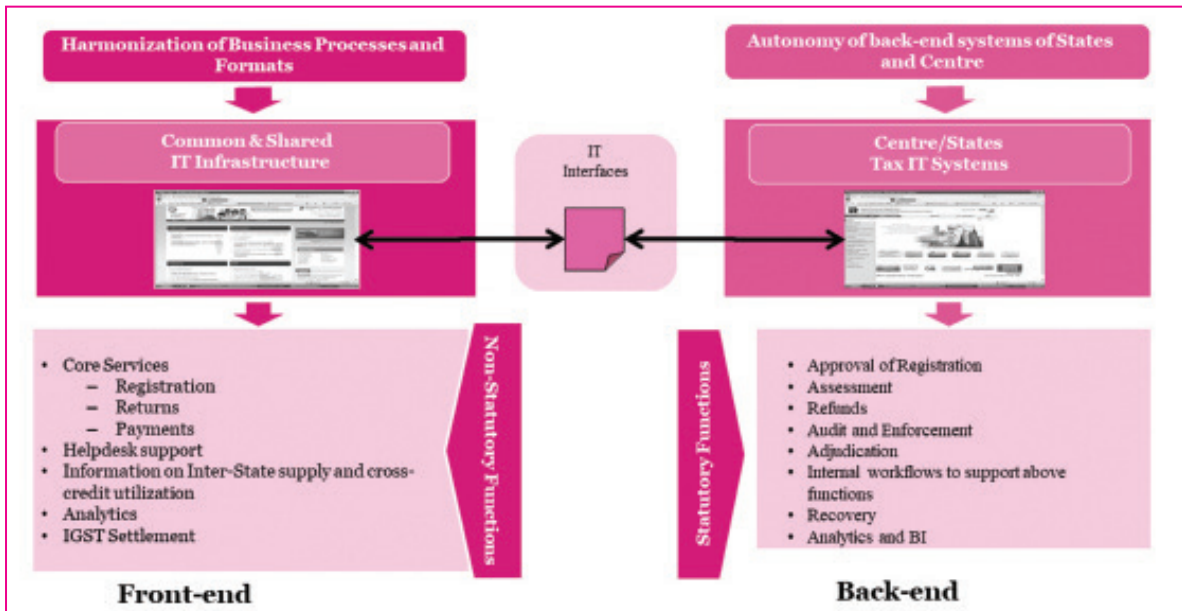 Harmonization of Business Processes and
Formats
Autonomy of back-end systems of States
and Centre
Common & Shared
IT Infrastructure
IT
Interfaces
Centre/States
Tax IT Systems
• Core Services
– Registration
– Returns
– Payments
• Helpdesk support
• Information on Inter-State supply and cross-
credit utilization
• Analytics
• IGST Settlement
Non-Statutory Functions
Statutory Functions
• Approval of Registration
• Assessment
• Refunds
• Audit and Enforcement
• Adjudication
• Internal workflows to support above
functions
• Recovery
• Analytics and BI
Front-end
Back-end